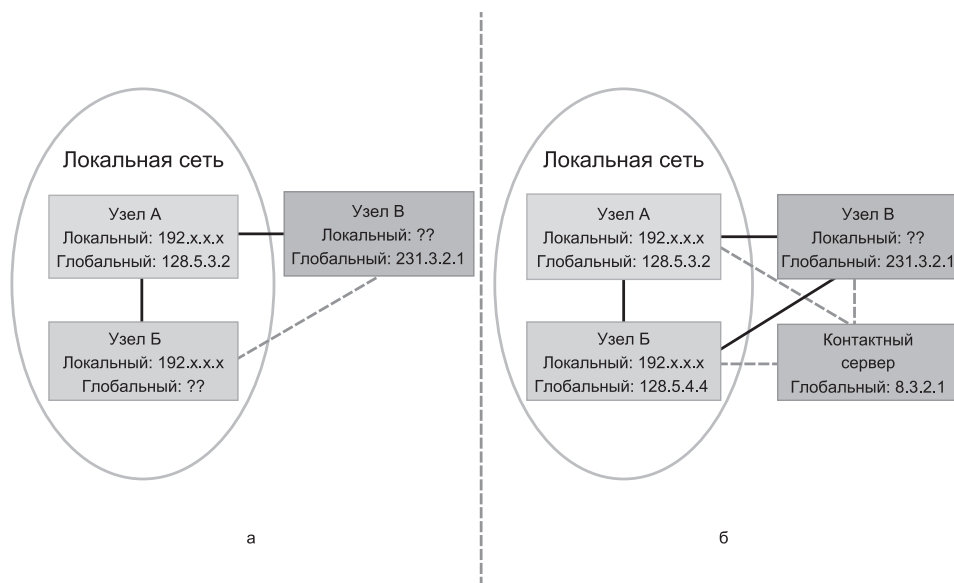 Локальная сеть
Узел А
Локальный: 192.x.x.x
Глобальный: 128.5.3.2
Узел В
Локальный: ??
Глобальный: 231.3.2.1
Узел Б
Локальный: 192.x.x.x
Глобальный: ??
а
Локальная сеть
Узел А
Локальный: 192.x.x.x
Глобальный: 128.5.3.2
Узел В
Локальный: ??
Глобальный: 231.3.2.1
Узел Б
Локальный: 192.x.x.x
Глобальный: 128.5.4.4
Контактный
сервер
Глобальный: 8.3.2.1
б